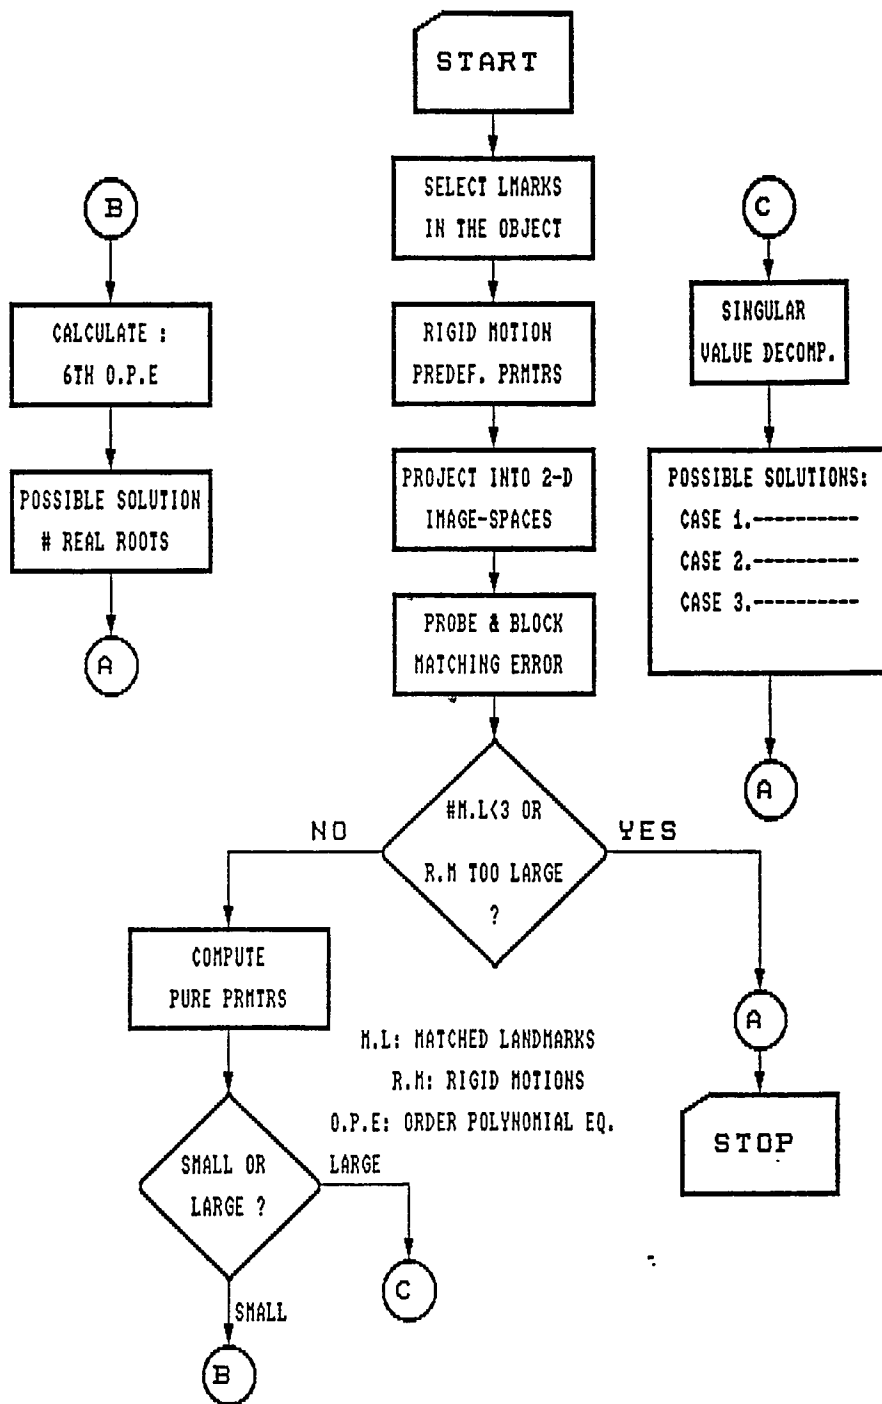 START
SELECT LMARKS
IN THE OBJECT
RIGID MOTION
PREDEF. PRMTRS
PROJECT INTO 2-D
IMAGE-SPACES
PROBE & BLOCK
MATCHING ERROR
#M.L<3 OR
R.M TOO LARGE
?
NO
YES
COMPUTE
PURE PRMTRS
SMALL OR
LARGE ?
LARGE
SMALL
C
B
A
STOP
M.L: MATCHED LANDMARKS
R.M: RIGID MOTIONS
O.P.E: ORDER POLYNOMIAL EQ.
B
CALCULATE :
6TH O.P.E
POSSIBLE SOLUTION
# REAL ROOTS
A
C
SINGULAR
VALUE DECOMP.
POSSIBLE SOLUTIONS:
CASE 1.----------
CASE 2.----------
CASE 3.----------
A